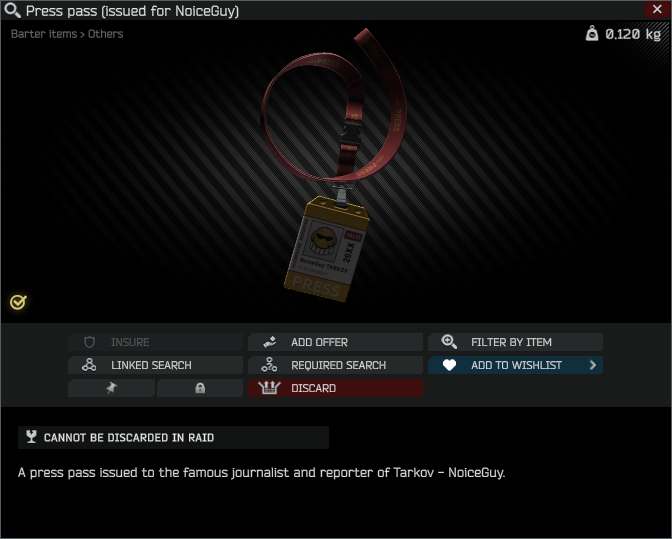 Press pass (issued for NoiceGuy)
Barter items > Others
0.120 kg
PRESS
PRESS
PRESS
20XX
NoiceGuy TARKOV
PRESS
INSURE
ADD OFFER
FILTER BY ITEM
LINKED SEARCH
REQUIRED SEARCH
ADD TO WISHLIST
DISCARD
CANNOT BE DISCARDED IN RAID
A press pass issued to the famous journalist and reporter of Tarkov - NoiceGuy.